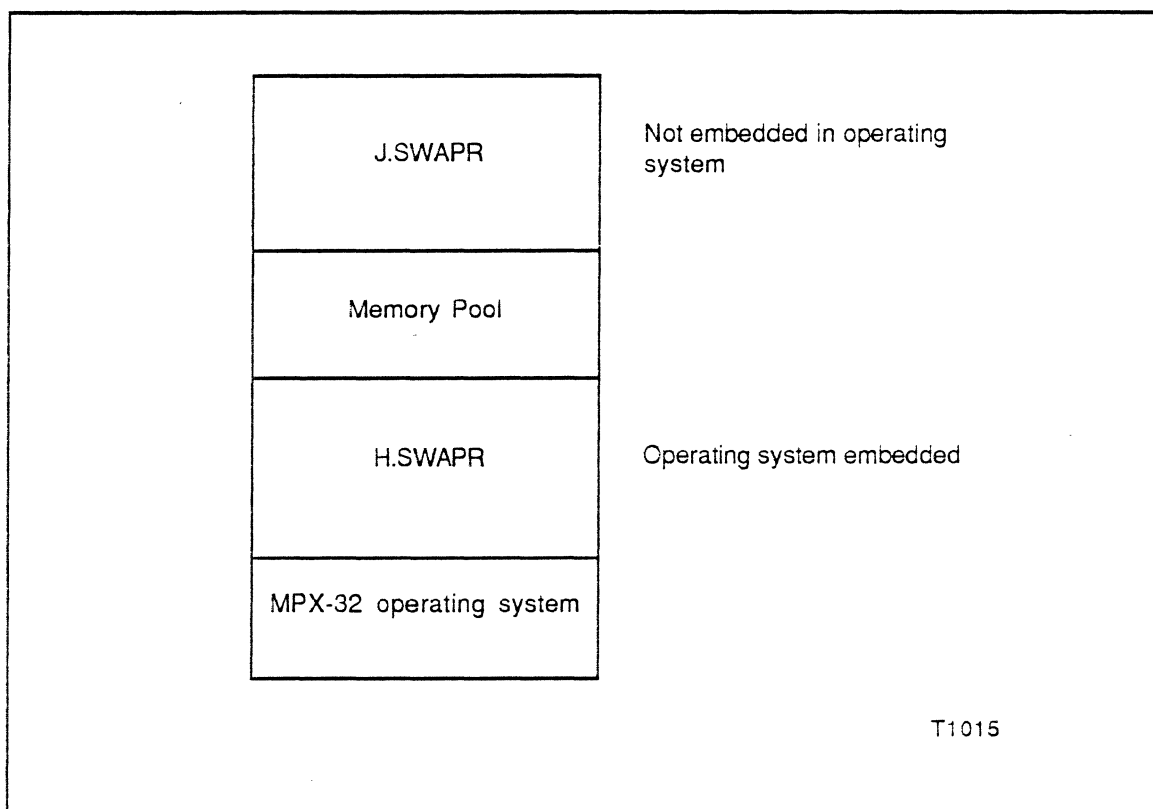 J.SWAPR
Not embedded in operating
system
Memory Pool
H.SWAPR
Operating system embedded
MPX-32 operating system
T1015